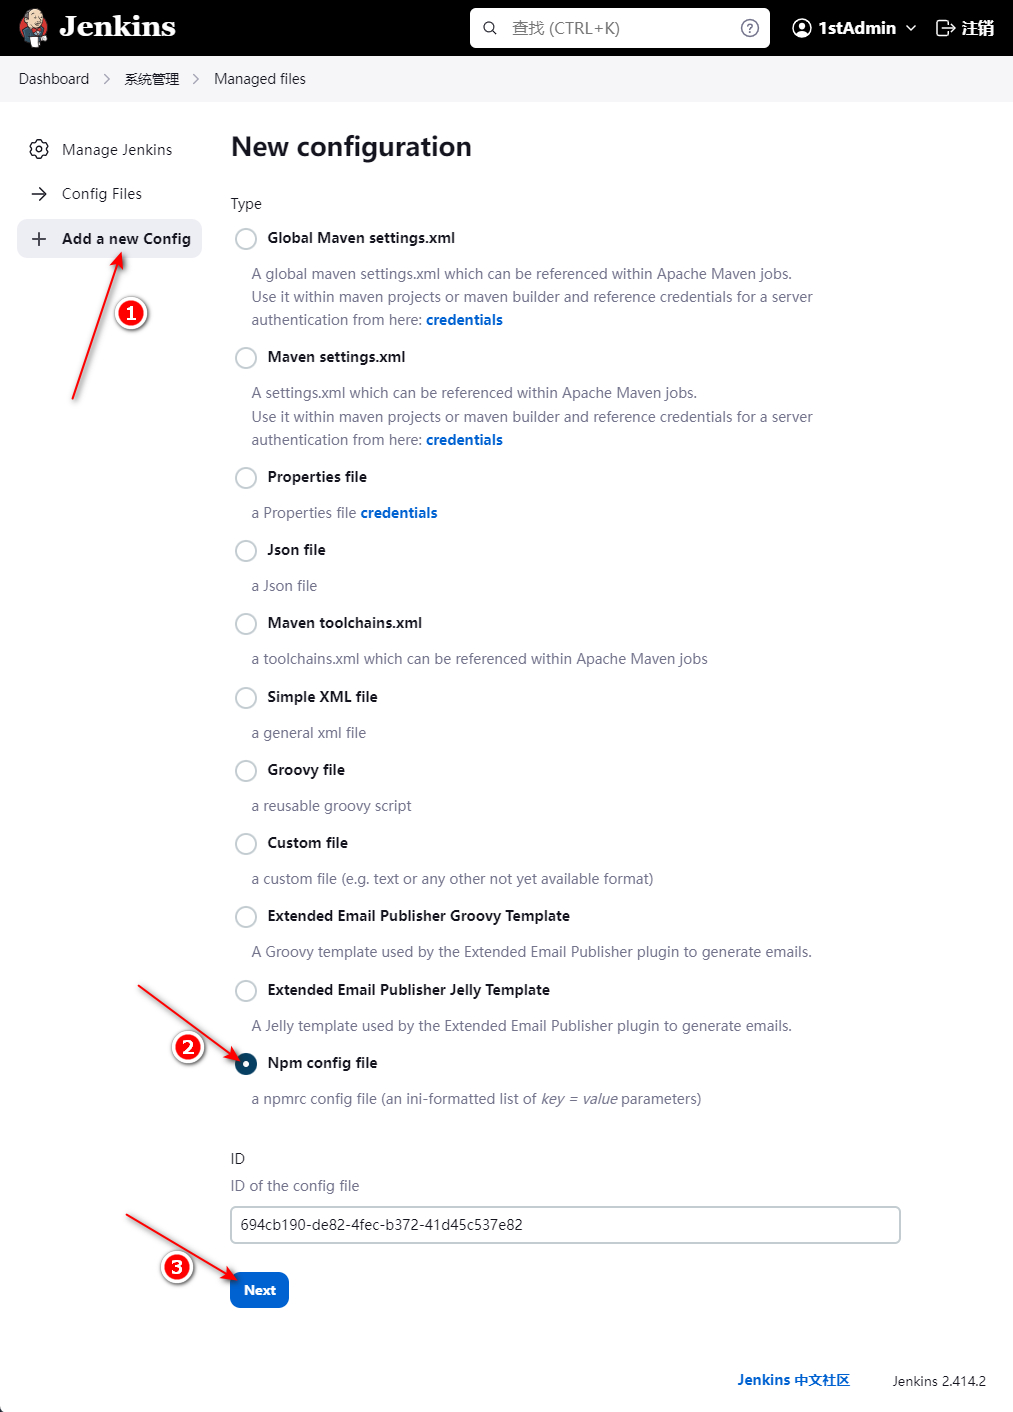 Jenkins
查找 (CTRL+K)
1stAdmin
注销
Dashboard
系统管理
Managed files
Manage Jenkins
Config Files
Add a new Config
1
New configuration
Type
Global Maven settings.xml
A global maven settings.xml which can be referenced within Apache Maven jobs.
Use it within maven projects or maven builder and reference credentials for a server
authentication from here: credentials
Maven settings.xml
A settings.xml which can be referenced within Apache Maven jobs.
Use it within maven projects or maven builder and reference credentials for a server
authentication from here: credentials
Properties file
a Properties file credentials
Json file
a Json file
Maven toolchains.xml
a toolchains.xml which can be referenced within Apache Maven jobs
Simple XML file
a general xml file
Groovy file
a reusable groovy script
Custom file
a custom file (e.g. text or any other not yet available format)
Extended Email Publisher Groovy Template
A Groovy template used by the Extended Email Publisher plugin to generate emails.
Extended Email Publisher Jelly Template
A Jelly template used by the Extended Email Publisher plugin to generate emails.
2
Npm config file
a npmrc config file (an ini-formatted list of key = value parameters)
ID
ID of the config file
694cb190-de82-4fec-b372-41d45c537e82
3
Next
Jenkins 中文社区
Jenkins 2.414.2